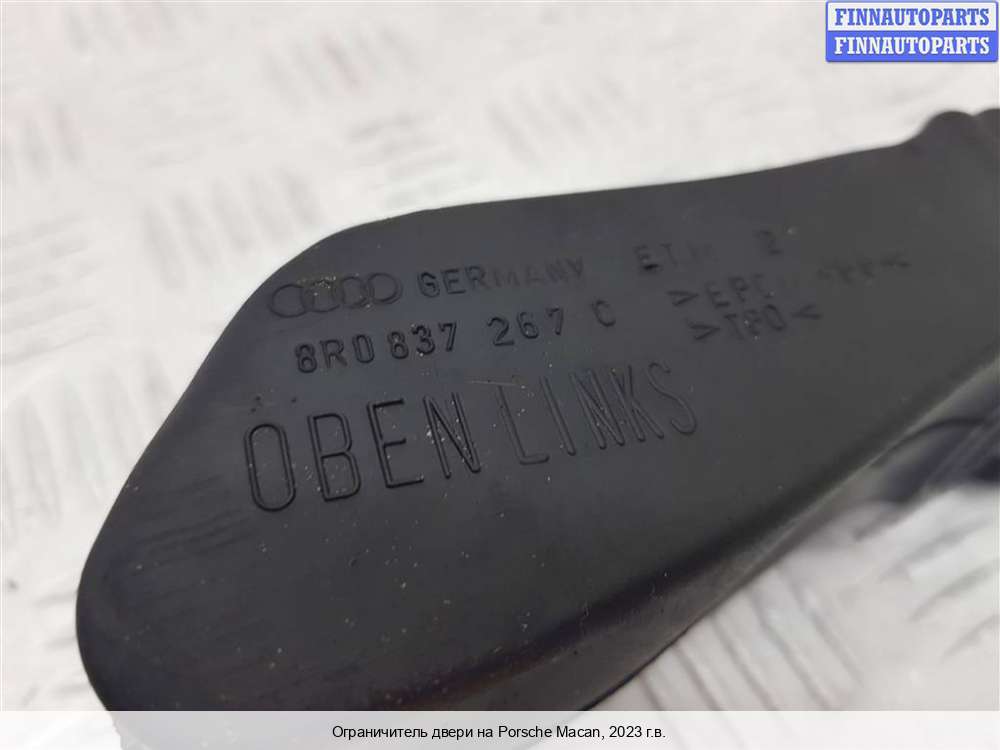 FINNAUTOPARTS
FINNAUTOPARTS
GERMANY
8R0 837 267 C
>TPO<
OBEN LINKS
Ограничитель двери на Porsche Macan, 2023 г.в.